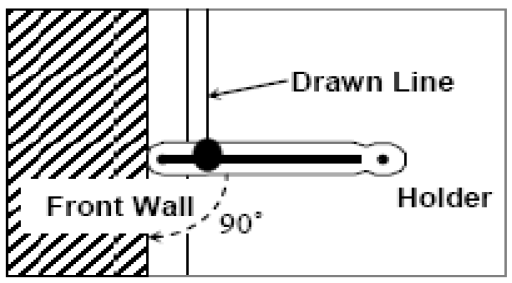 Drawn Line
Holder
Front Wall
90°